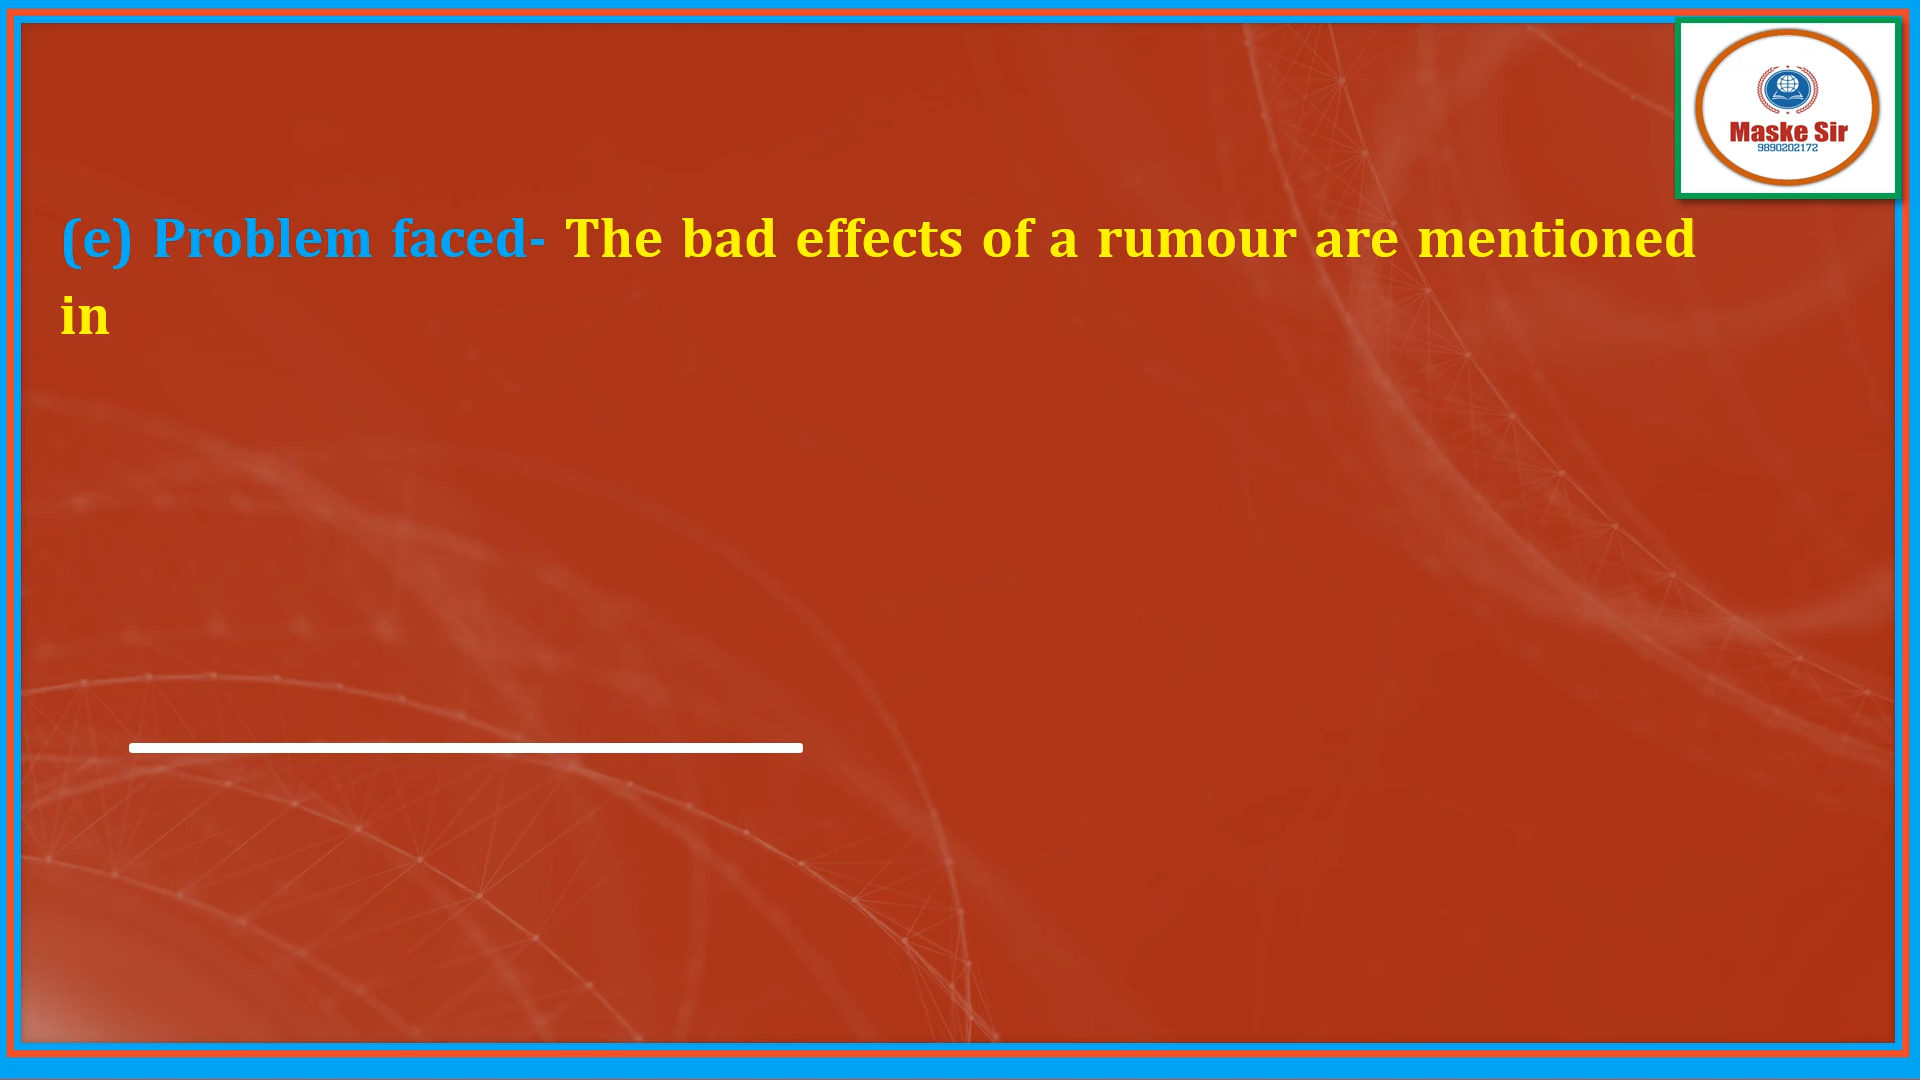 Maske Sir
9890202172
(e) Problem faced- The bad effects of a rumour are mentioned
in